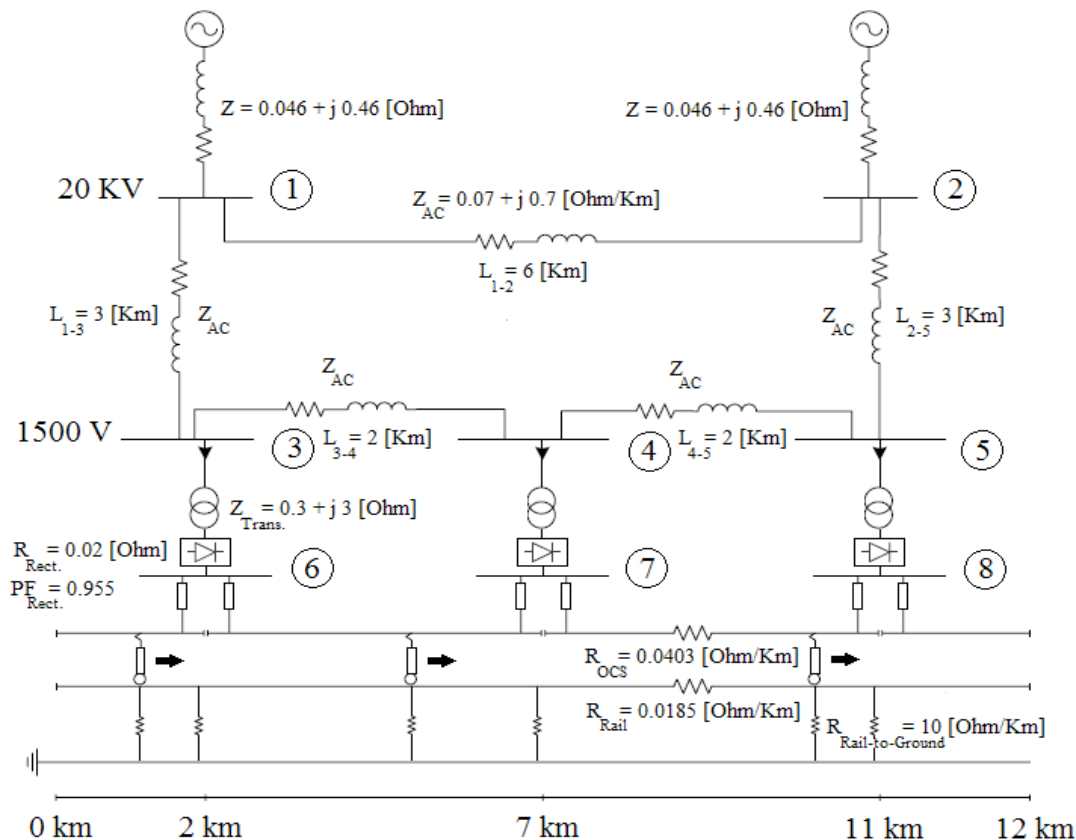 Z = 0.046 + j 0.46 [Ohm]
Z = 0.046 + j 0.46 [Ohm]
20 KV
1
2
Z_AC = 0.07 + j 0.7 [Ohm/Km]
L_1-2 = 6 [Km]
L_1-3 = 3 [Km]
Z_AC
Z_AC
L_2-5 = 3 [Km]
Z_AC
Z_AC
1500 V
L_3-4 = 2 [Km]
L_4-5 = 2 [Km]
3
4
5
Z_Trans. = 0.3 + j 3 [Ohm]
R_Rect. = 0.02 [Ohm]
PF_Rect. = 0.955
6
7
8
R_OCS = 0.0403 [Ohm/Km]
R_Rail = 0.0185 [Ohm/Km]
R_Rail-to-Ground = 10 [Ohm/Km]
0 km
2 km
7 km
11 km
12 km